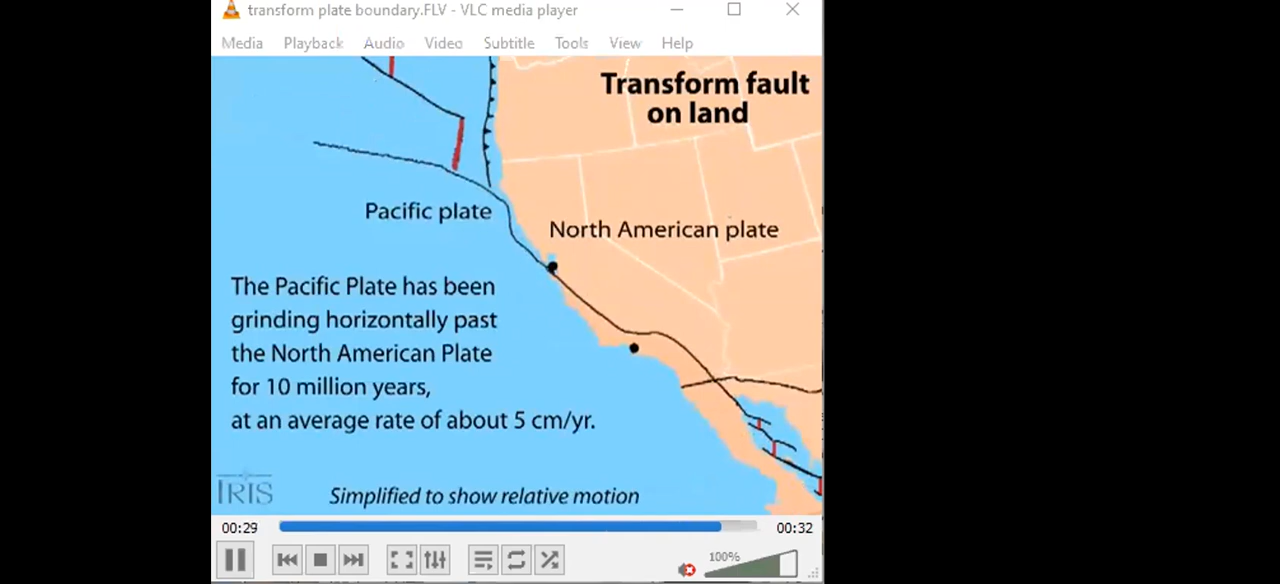 transform plate boundary.FLV - VLC media player
Media Playback Audio Video Subtitle Tools View Help
Transform fault
on land
Pacific plate
North American plate
The Pacific Plate has been
grinding horizontally past
the North American Plate
for 10 million years,
at an average rate of about 5 cm/yr.
IRIS
Simplified to show relative motion
00:29
00:32
100%